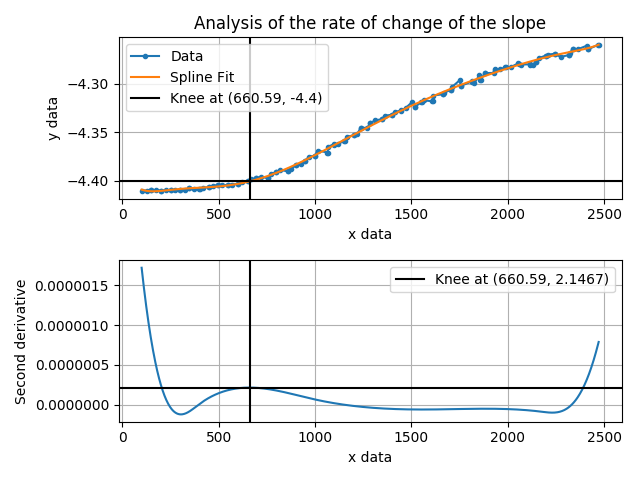 Analysis of the rate of change of the slope
Data
Spline Fit
Knee at (660.59, -4.4)
y data
−4.30
−4.35
−4.40
0 500 1000 1500 2000 2500
x data
Knee at (660.59, 2.1467)
Second derivative
0.0000015
0.0000010
0.0000005
0.0000000
0 500 1000 1500 2000 2500
x data